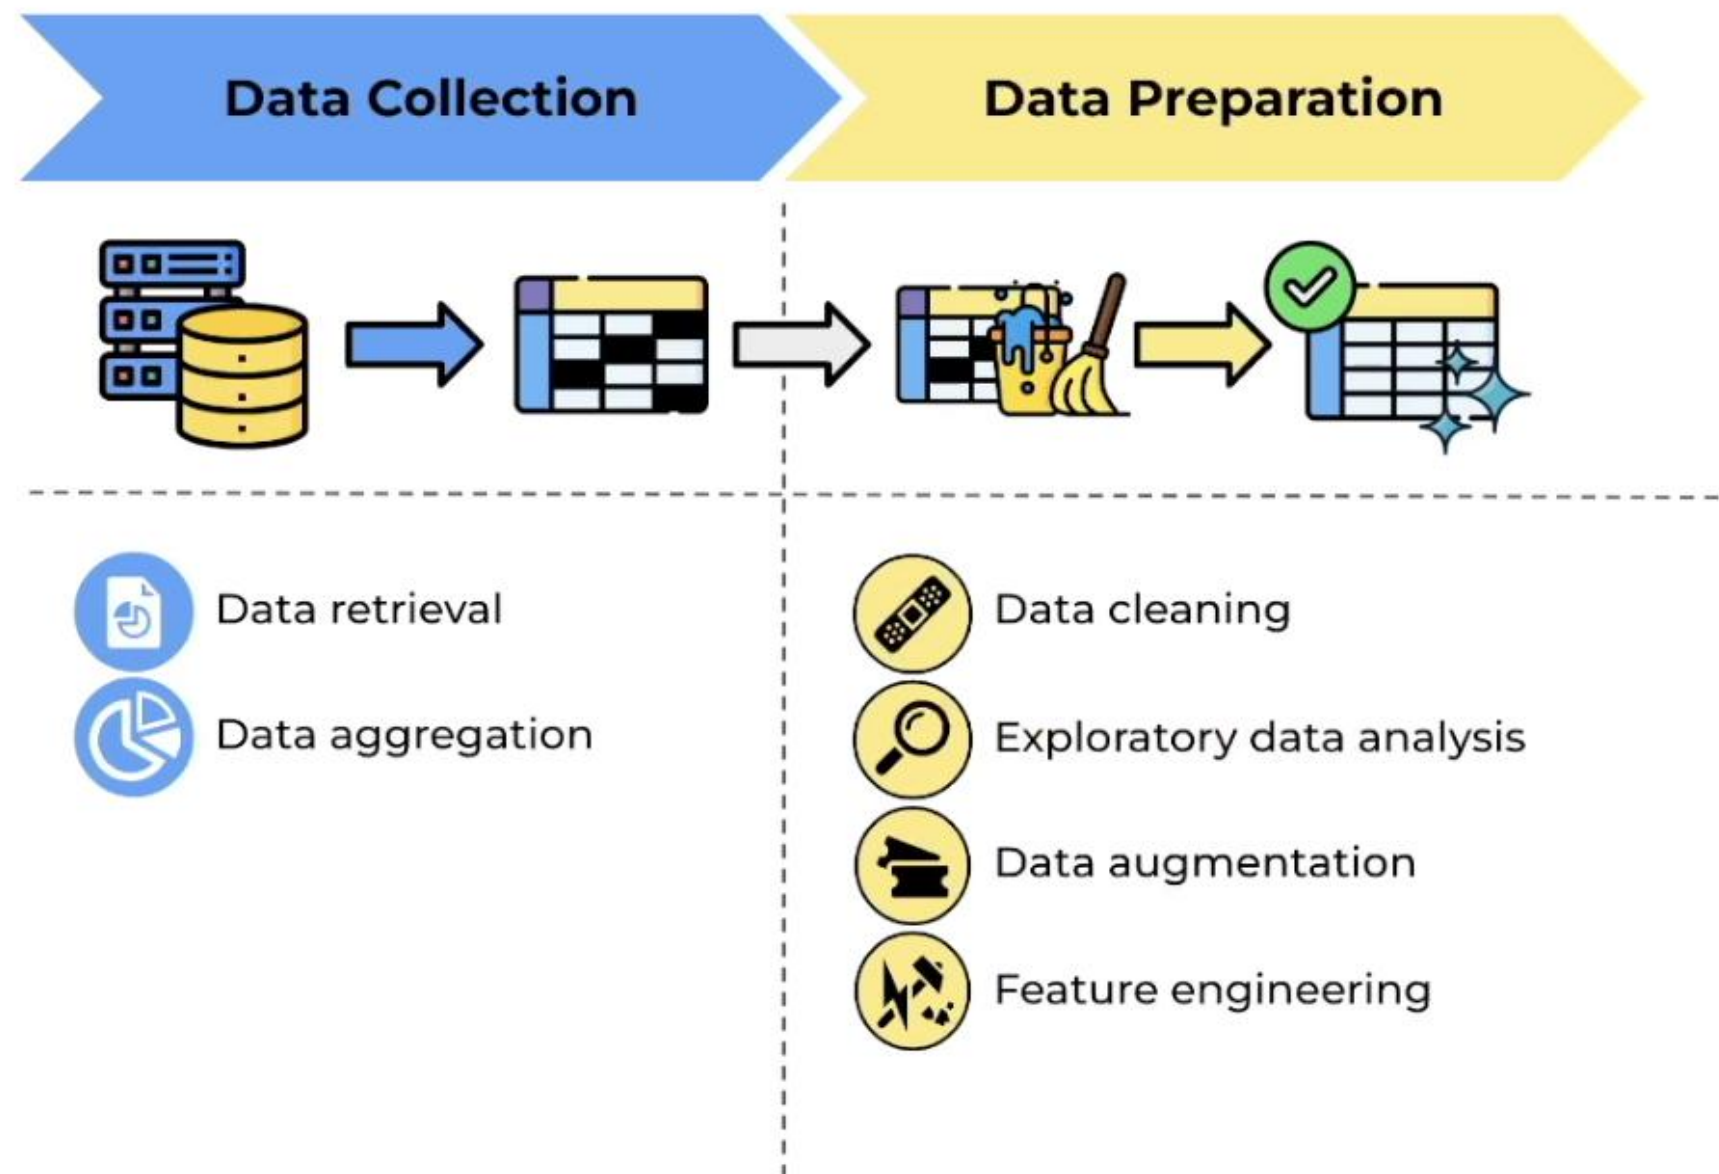 Data Collection
Data Preparation
Data retrieval
Data aggregation
Data cleaning
Exploratory data analysis
Data augmentation
Feature engineering